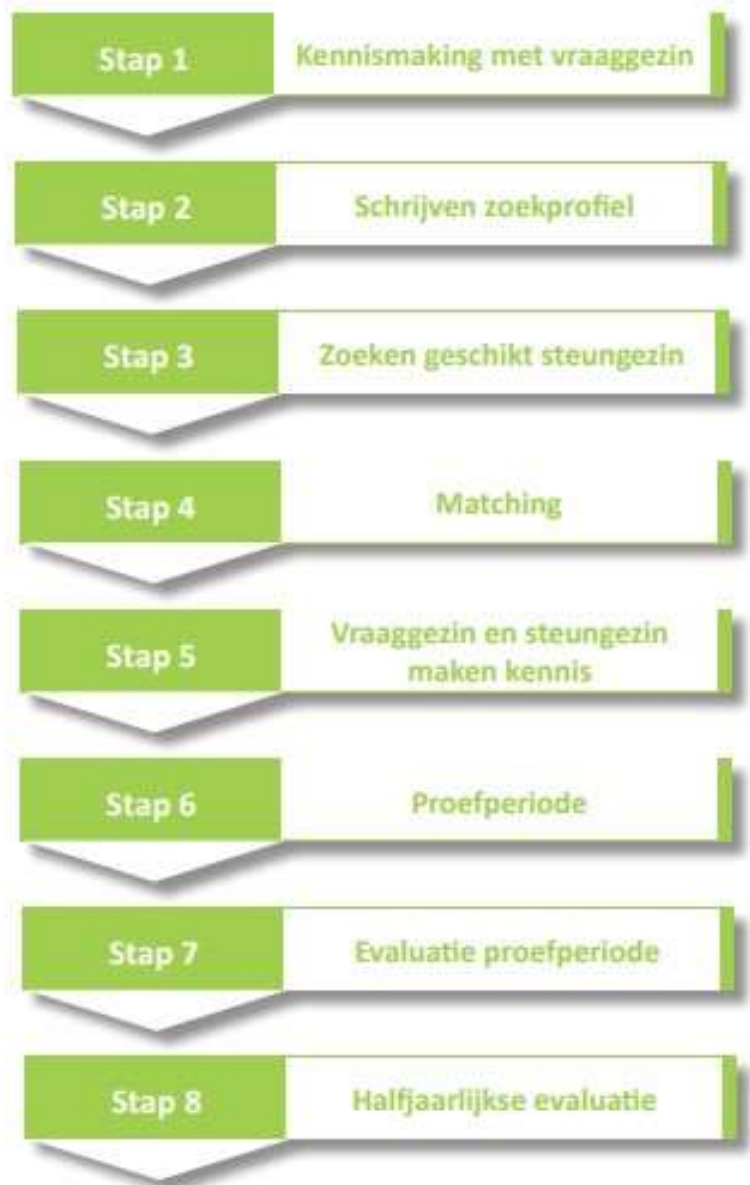 Stap 1
Kennismaking met vraaggezin
Stap 2
Schrijven zoekprofiel
Stap 3
Zoeken geschikt steungezin
Stap 4
Matching
Stap 5
Vraaggezin en steungezin
maken kennis
Stap 6
Proefperiode
Stap 7
Evaluatie proefperiode
Stap 8
Halfjaarlijkse evaluatie